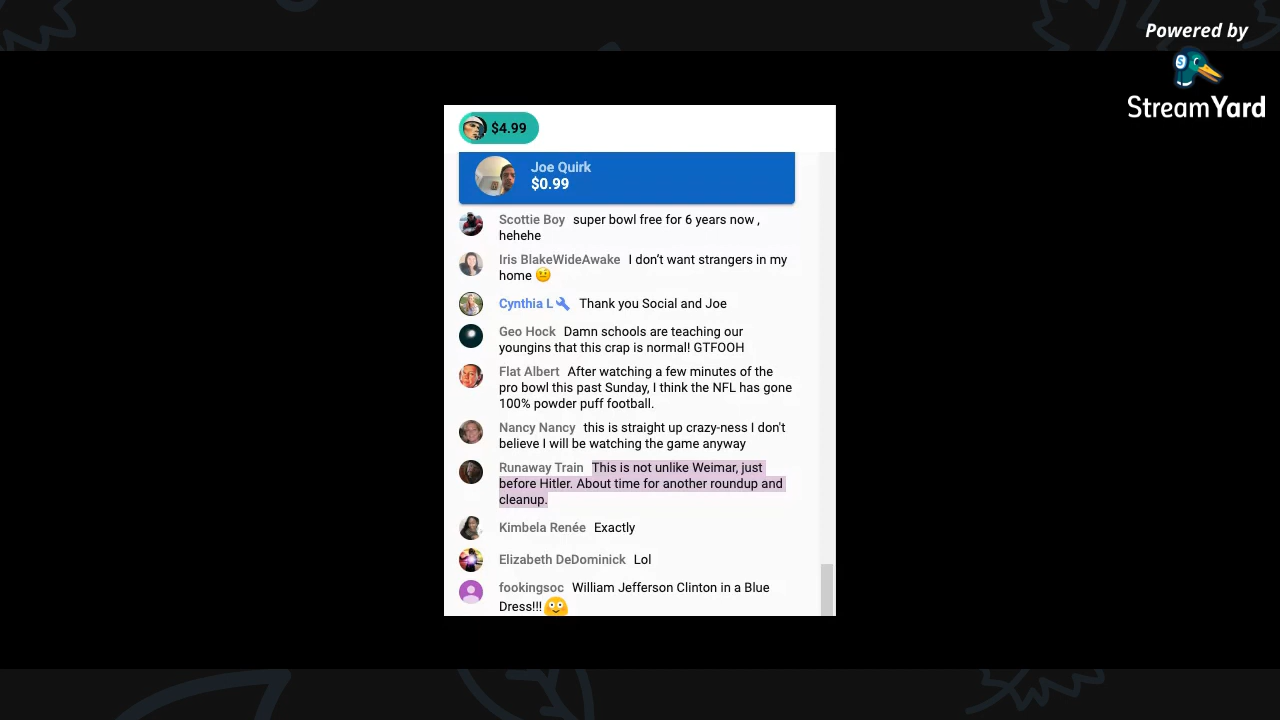 Powered by
StreamYard
$4.99
Joe Quirk
$0.99
Scottie Boy super bowl free for 6 years now ,
hehehe
Iris BlakeWideAwake I don’t want strangers in my
home
Cynthia L Thank you Social and Joe
Geo Hock Damn schools are teaching our
youngins that this crap is normal! GTFOOH
Flat Albert After watching a few minutes of the
pro bowl this past Sunday, I think the NFL has gone
100% powder puff football.
Nancy Nancy this is straight up crazy-ness I don't
believe I will be watching the game anyway
Runaway Train This is not unlike Weimar, just
before Hitler. About time for another roundup and
cleanup.
Kimbela Renée Exactly
Elizabeth DeDominick Lol
fookingsoc William Jefferson Clinton in a Blue
Dress!!!